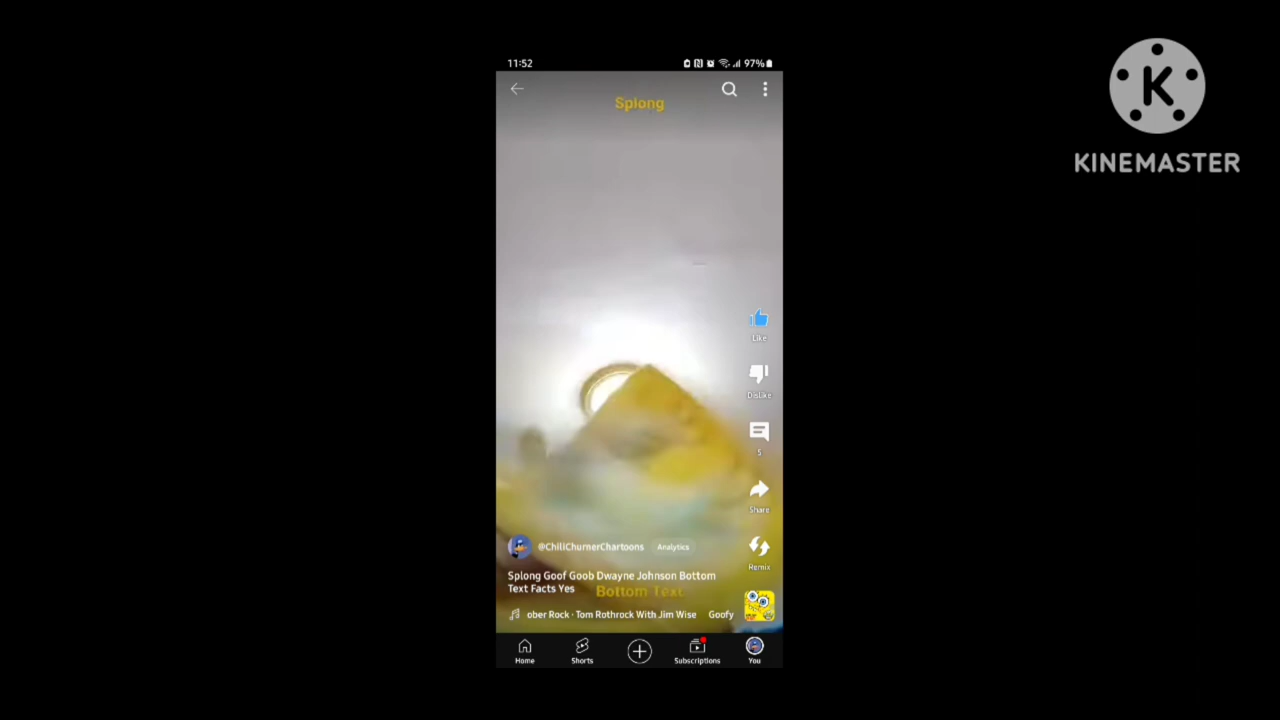 11:52
97%
Splong
KINEMASTER
Like
Dislike
5
Share
@ChiliChurnerChartoons
Analytics
Remix
Splong Goof Goob Dwayne Johnson Bottom
Text Facts Yes
Bottom Text
ober Rock · Tom Rothrock With Jim Wise
Goofy
Home
Shorts
Subscriptions
You